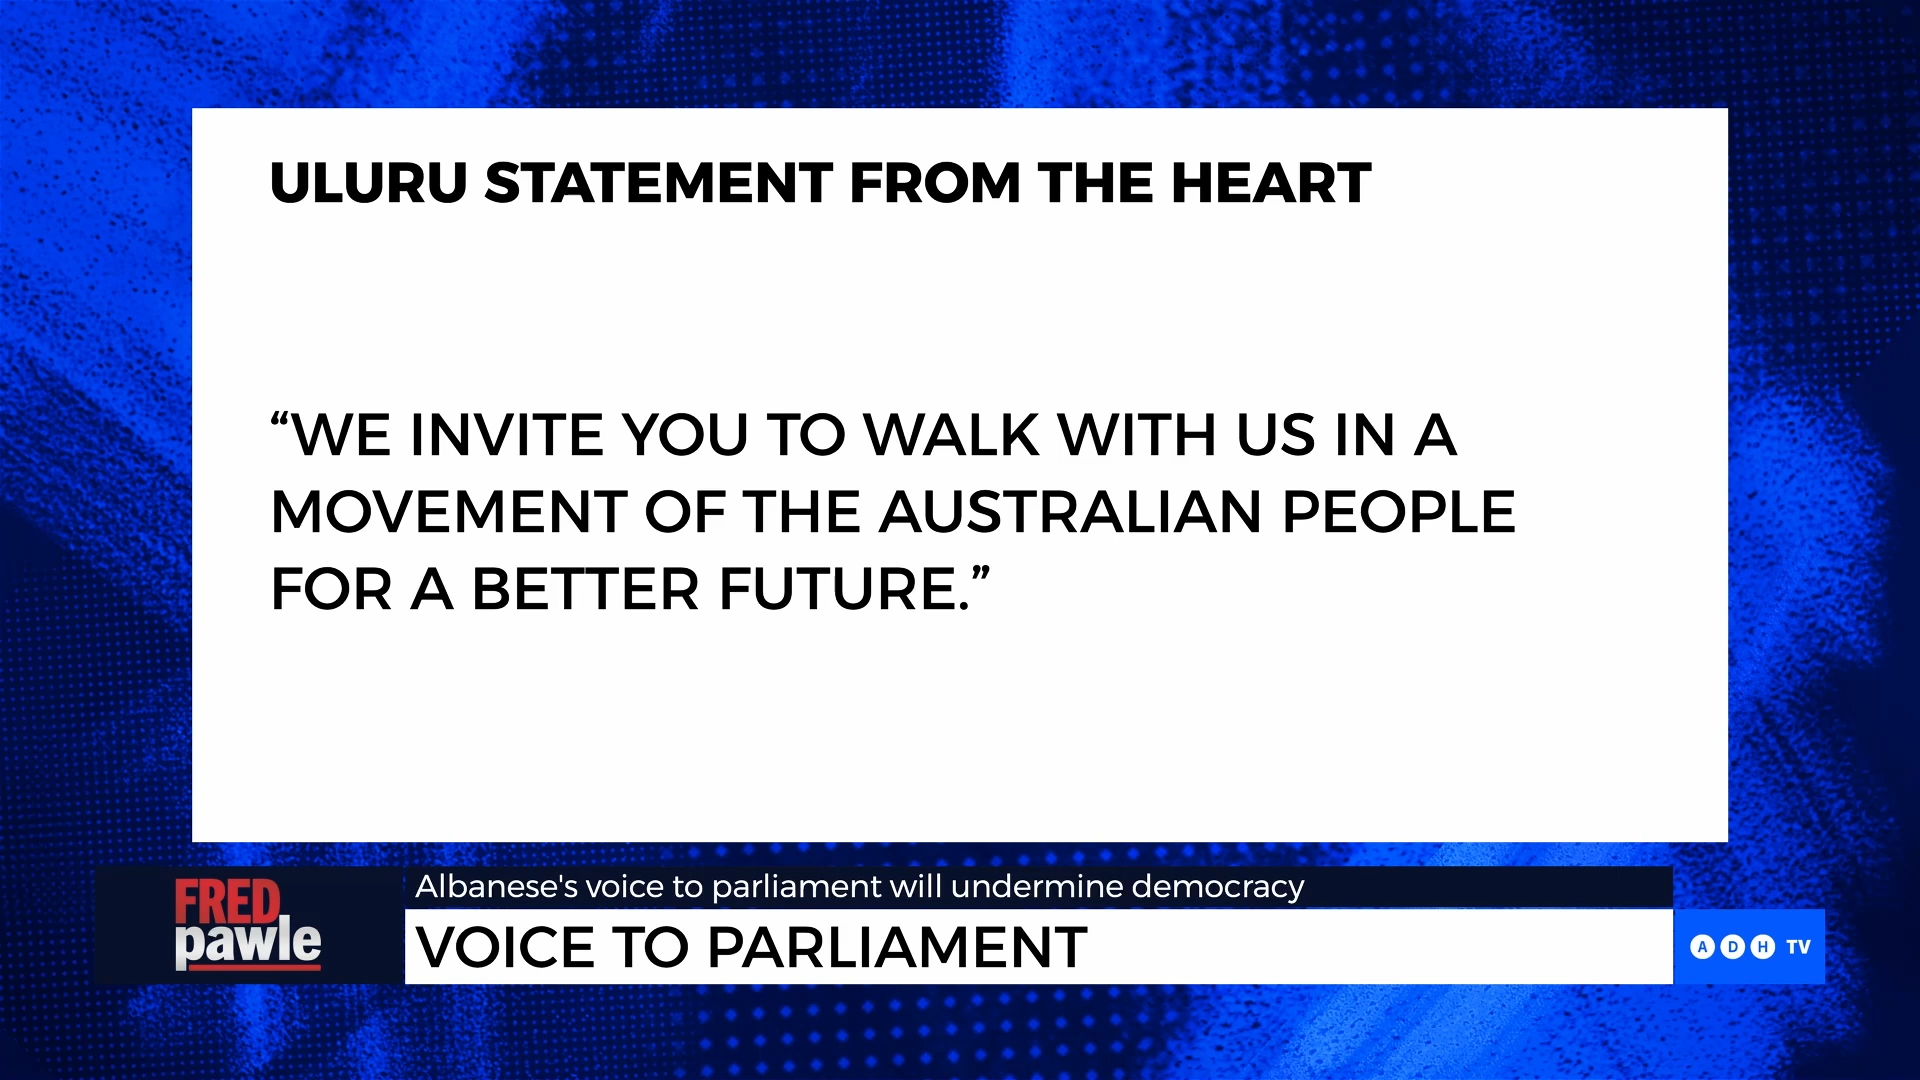 ULURU STATEMENT FROM THE HEART
“WE INVITE YOU TO WALK WITH US IN A
MOVEMENT OF THE AUSTRALIAN PEOPLE
FOR A BETTER FUTURE.”
FRED
pawle
Albanese's voice to parliament will undermine democracy
VOICE TO PARLIAMENT
A D H TV